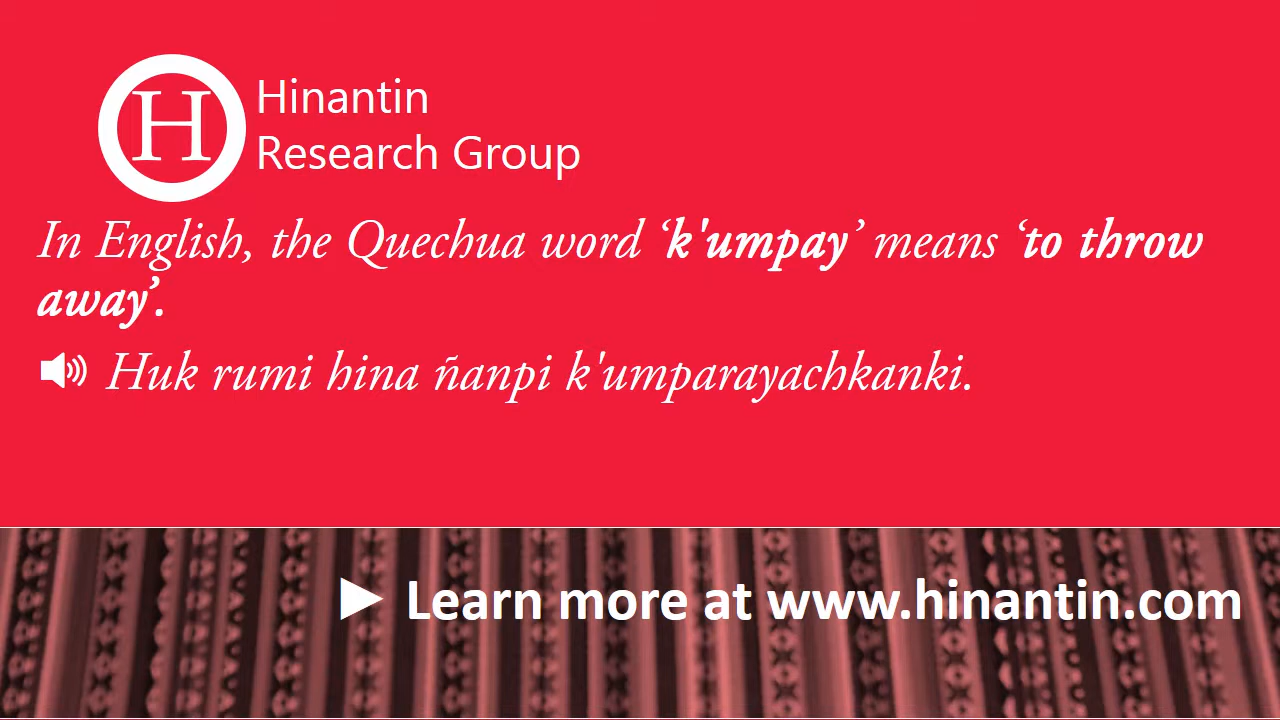 H
Hinantin
Research Group
In English, the Quechua word ‘k'umpay’ means ‘to throw
away’.
Huk rumi hina ñanpi k'umparayachkanki.
Learn more at www.hinantin.com